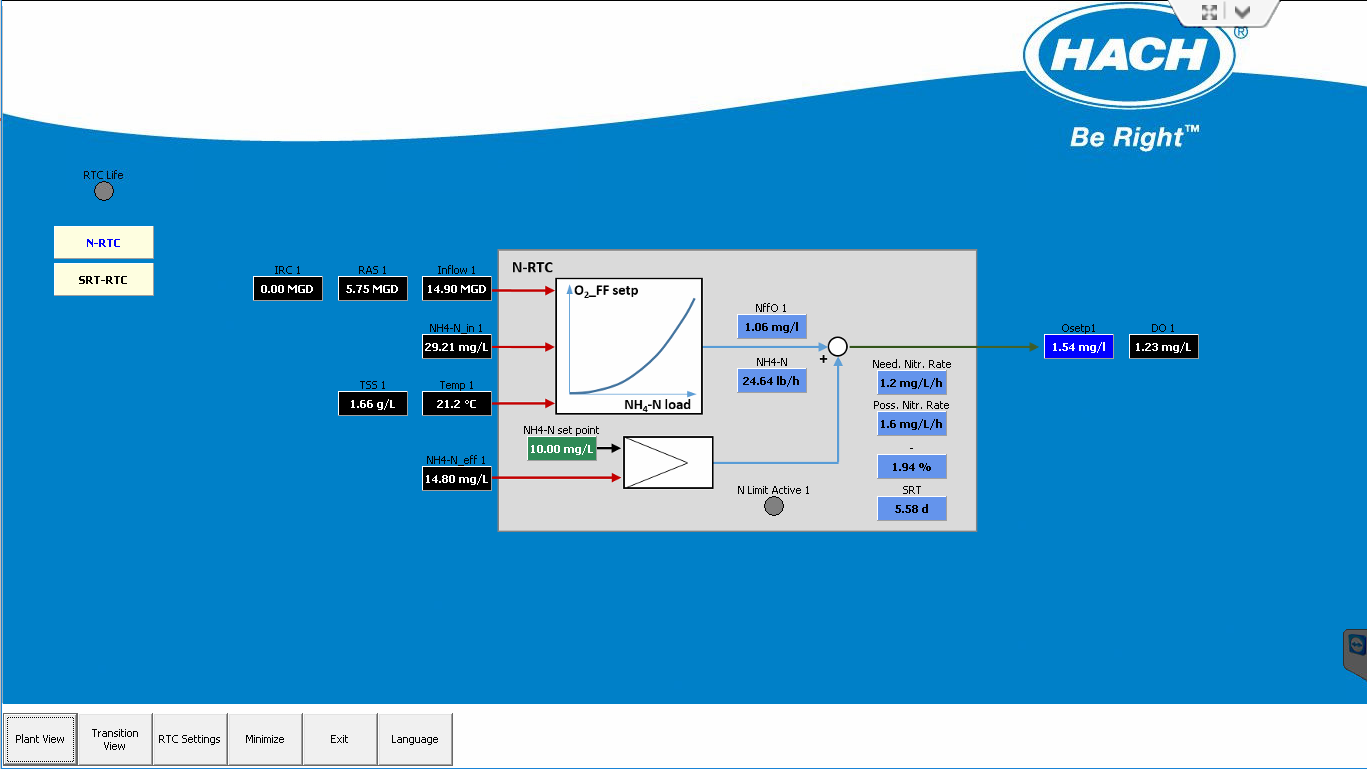 HACH®
Be Right™
RTC Life
N-RTC
SRT-RTC
IRC 1
0.00 MGD
RAS 1
5.75 MGD
Inflow 1
14.90 MGD
NH4-N_in 1
29.21 mg/L
TSS 1
1.66 g/L
Temp 1
21.2 °C
NH4-N_eff 1
14.80 mg/L
N-RTC
O₂_FF setp
NH₄-N load
NH4-N set point
10.00 mg/L
NffO 1
1.06 mg/l
NH4-N
24.64 lb/h
+
N Limit Active 1
Need. Nitr. Rate
1.2 mg/L/h
Poss. Nitr. Rate
1.6 mg/L/h
-
1.94 %
SRT
5.58 d
Osetp1
1.54 mg/l
DO 1
1.23 mg/L
Plant View
Transition
View
RTC Settings
Minimize
Exit
Language